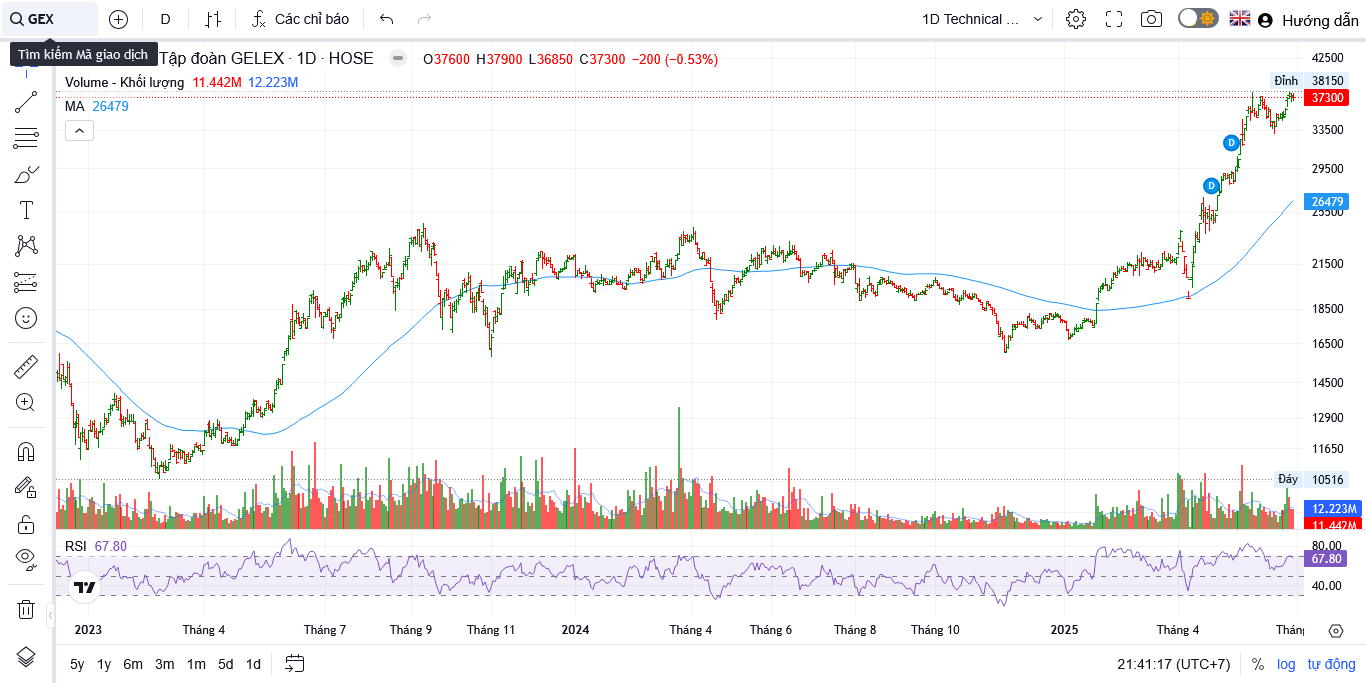 GEX D Các chỉ báo 1D Technical ... Hướng dẫn
Tìm kiếm Mã giao dịch
Tập đoàn GELEX · 1D · HOSE O37600 H37900 L36850 C37300 −200 (−0.53%)
Volume - Khối lượng 11.442M 12.223M
MA 26479
42500
Đỉnh 38150
37300
33500
29500
26479
23500
21500
18500
16500
14500
12900
11650
Đáy 10516
12.223M
11.442M
D
D
RSI 67.80
80.00
67.80
40.00
2023 Tháng 4 Tháng 7 Tháng 9 Tháng 11 2024 Tháng 4 Tháng 6 Tháng 8 Tháng 10 2025 Tháng 4
5y 1y 6m 3m 1m 5d 1d 21:41:17 (UTC+7) % log tự động